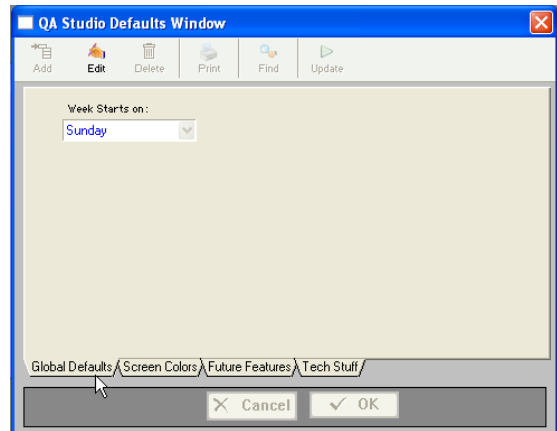 QA Studio Defaults Window
Add Edit Delete Print Find Update
Week Starts on:
Sunday
Global Defaults Screen Colors Future Features Tech Stuff
Cancel OK